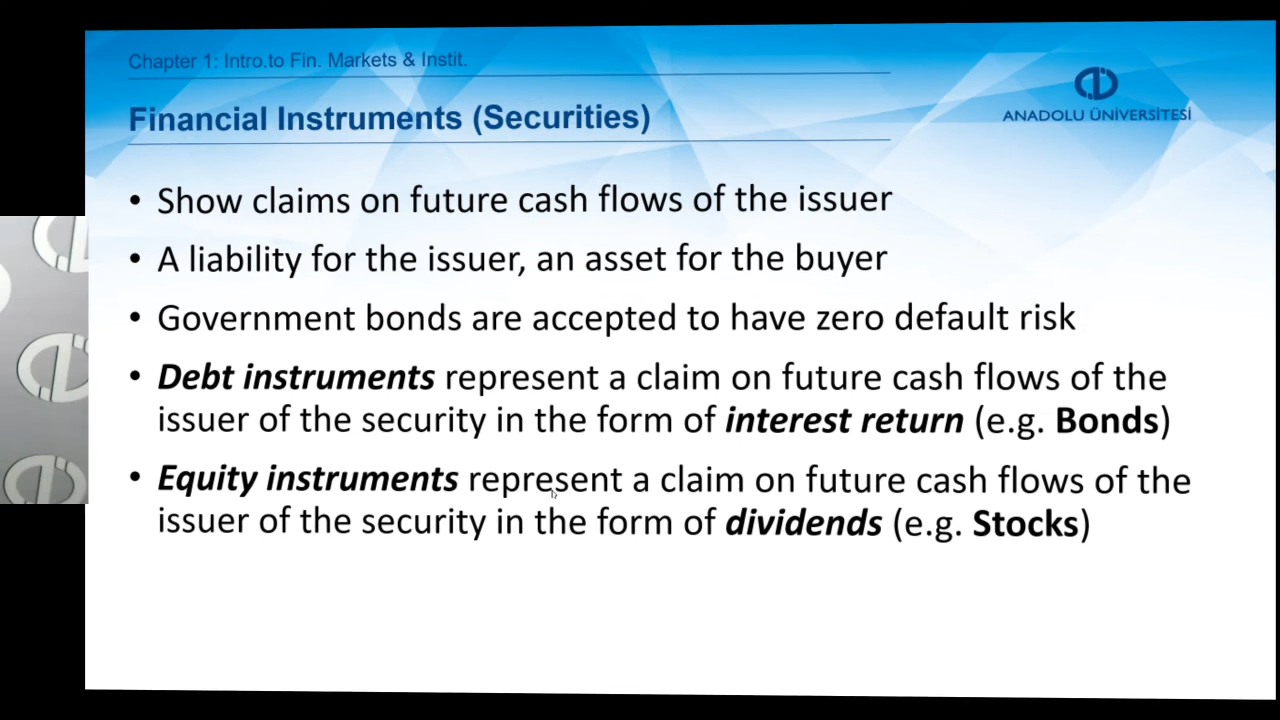 Chapter 1: Intro.to Fin. Markets & Instit.
Financial Instruments (Securities)
ANADOLU ÜNİVERSİTESİ
• Show claims on future cash flows of the issuer
• A liability for the issuer, an asset for the buyer
• Government bonds are accepted to have zero default risk
• Debt instruments represent a claim on future cash flows of the
issuer of the security in the form of interest return (e.g. Bonds)
• Equity instruments represent a claim on future cash flows of the
issuer of the security in the form of dividends (e.g. Stocks)